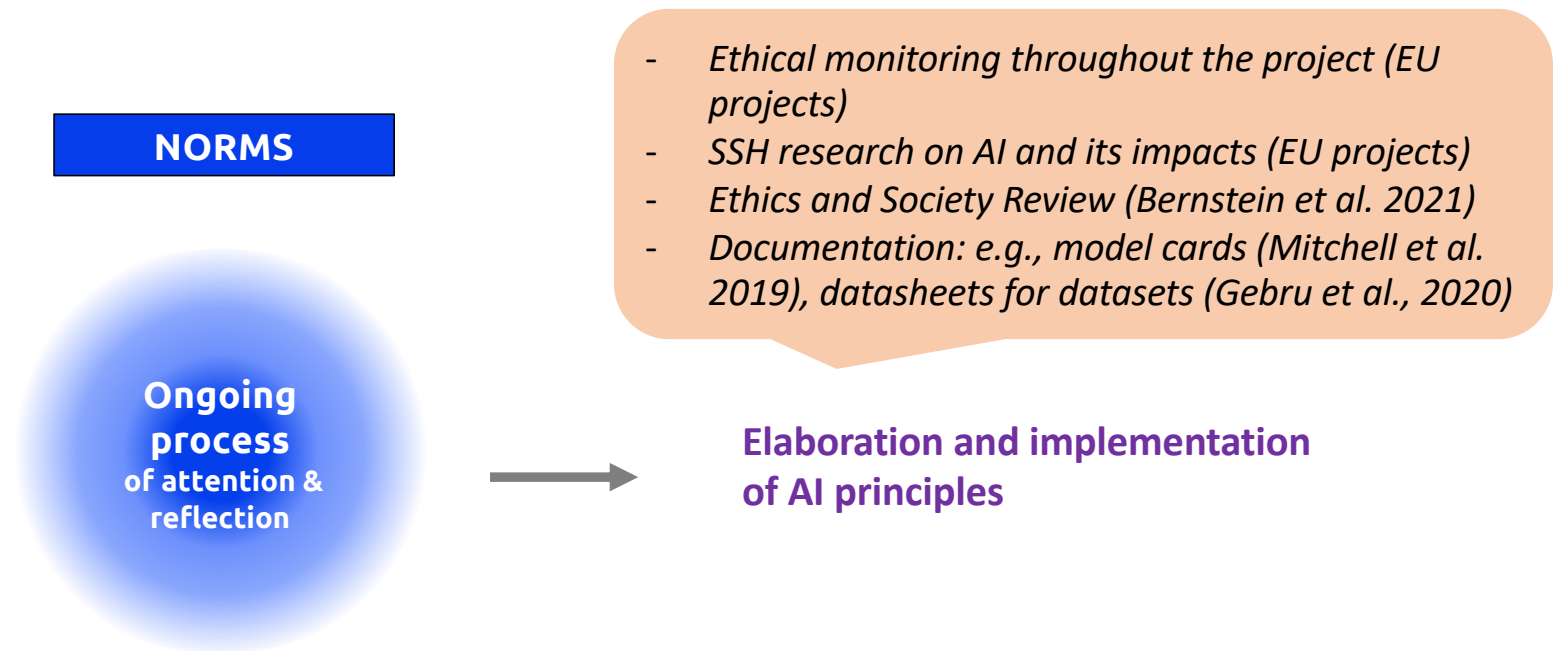 NORMS
Ongoing
process
of attention &
reflection
- Ethical monitoring throughout the project (EU
projects)
- SSH research on AI and its impacts (EU projects)
- Ethics and Society Review (Bernstein et al. 2021)
- Documentation: e.g., model cards (Mitchell et al.
2019), datasheets for datasets (Gebru et al., 2020)
Elaboration and implementation
of AI principles